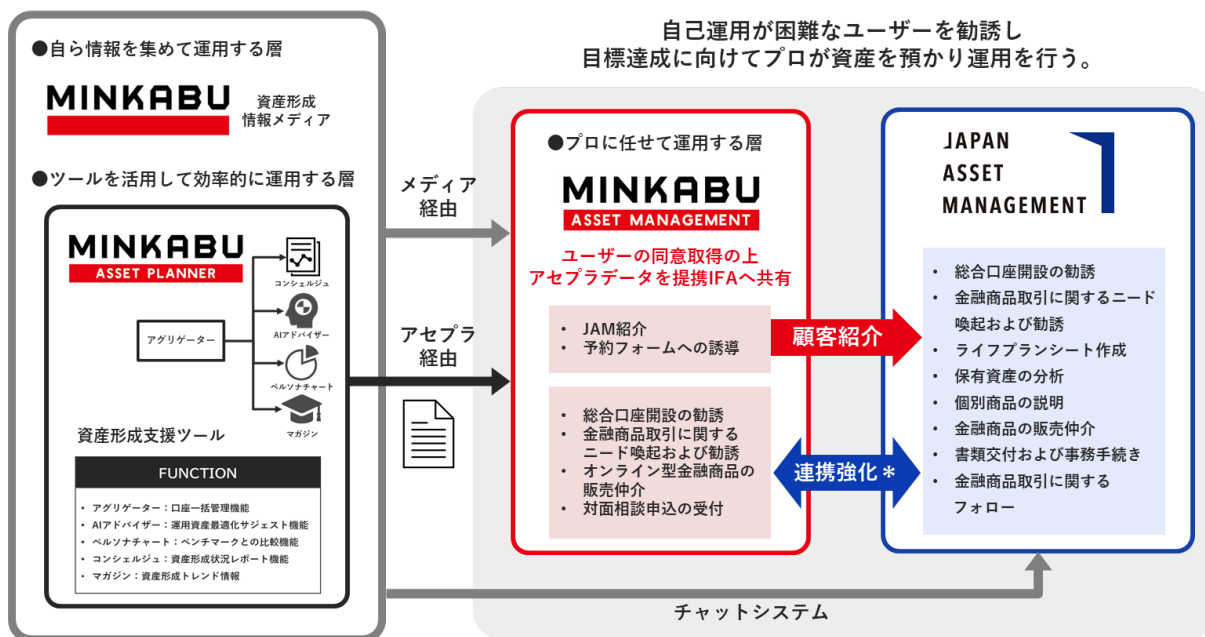 ●自ら情報を集めて運用する層
MINKABU
資産形成
情報メディア
●ツールを活用して効率的に運用する層
MINKABU
ASSET PLANNER
アグリゲーター
コンシェルジュ
AIアドバイザー
ペルソナチャート
マガジン
資産形成支援ツール
FUNCTION
・アグリゲーター：口座一括管理機能
・AIアドバイザー：運用資産最適化サジェスト機能
・ペルソナチャート：ベンチマークとの比較機能
・コンシェルジュ：資産形成状況レポート機能
・マガジン：資産形成トレンド情報
メディア
経由
アセプラ
経由
自己運用が困難なユーザーを勧誘し
目標達成に向けてプロが資産を預かり運用を行う。
●プロに任せて運用する層
MINKABU
ASSET MANAGEMENT
ユーザーの同意取得の上
アセプラデータを提携IFAへ共有
・JAM紹介
・予約フォームへの誘導
・総合口座開設の勧誘
・金融商品取引に関する
ニード喚起および勧誘
・オンライン型金融商品の
販売仲介
・対面相談申込の受付
顧客紹介
連携強化＊
JAPAN
ASSET
MANAGEMENT
・総合口座開設の勧誘
・金融商品取引に関するニード
喚起および勧誘
・ライフプランシート作成
・保有資産の分析
・個別商品の説明
・金融商品の販売仲介
・書類交付および事務手続き
・金融商品取引に関する
フォロー
チャットシステム